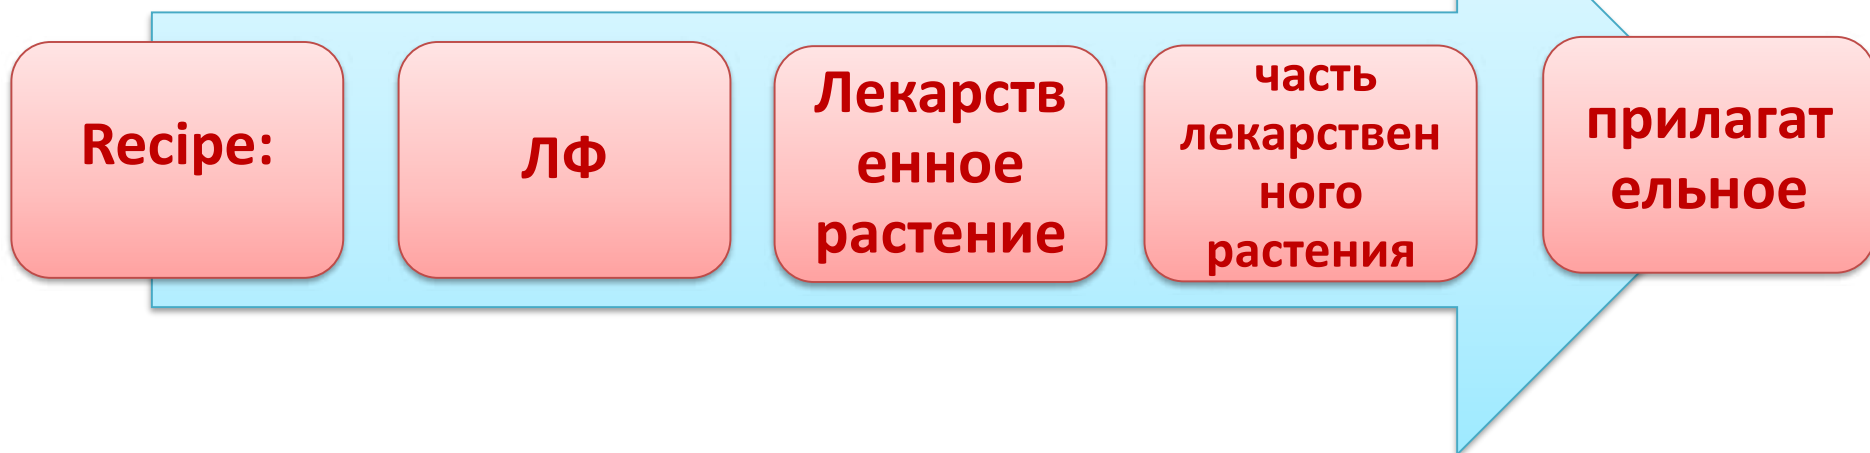 Recipe:
ЛФ
Лекарств
енное
растение
часть
лекарствен
ного
растения
прилагат
ельное